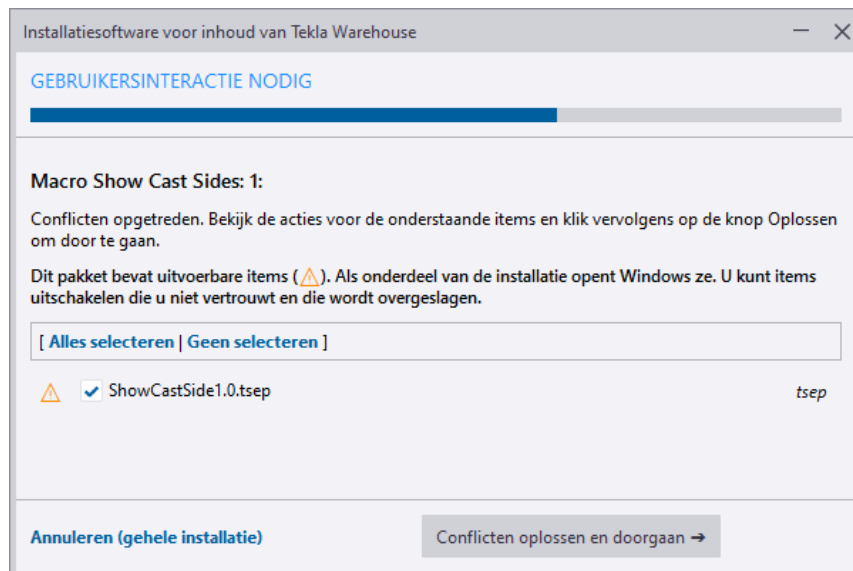 Installatiesoftware voor inhoud van Tekla Warehouse
GEBRUIKERSINTERACTIE NODIG
Macro Show Cast Sides: 1:
Conflicten opgetreden. Bekijk de acties voor de onderstaande items en klik vervolgens op de knop Oplossen
om door te gaan.
Dit pakket bevat uitvoerbare items (⚠). Als onderdeel van de installatie opent Windows ze. U kunt items
uitschakelen die u niet vertrouwt en die wordt overgeslagen.
[ Alles selecteren | Geen selecteren ]
ShowCastSide1.0.tsep tsep
Annuleren (gehele installatie) Conflicten oplossen en doorgaan ➔